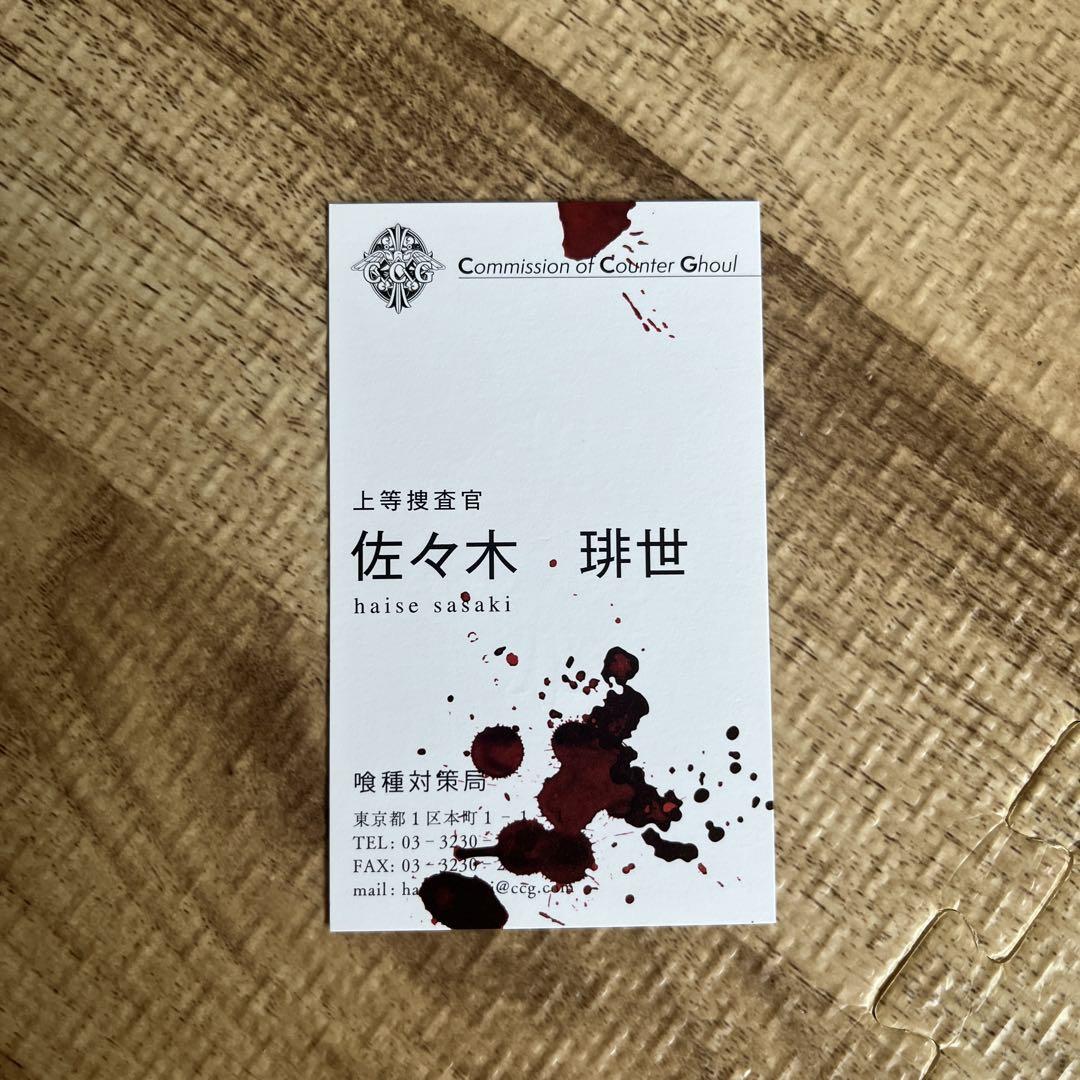 CCG
Commission of Counter Ghoul
上等捜査官
佐々木 琲世
haise sasaki
喰種対策局
東京都1区本町1-1
TEL: 03-3230-
FAX: 03-3230-
mail: ha i@ccg.com